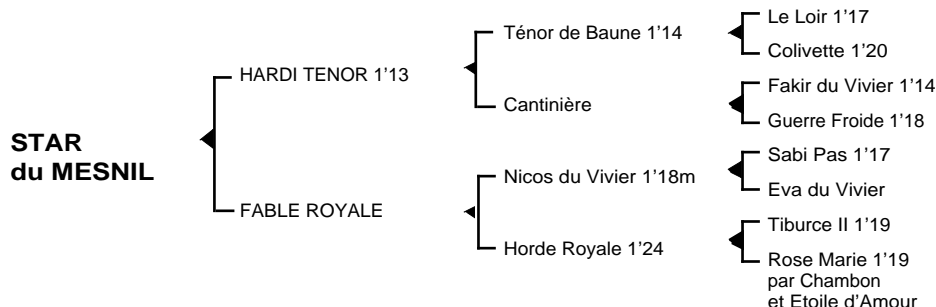 STAR
du MESNIL
HARDI TENOR 1’13
FABLE ROYALE
Ténor de Baune 1’14
Cantinière
Nicos du Vivier 1’18m
Horde Royale 1’24
Le Loir 1’17
Colivette 1’20
Fakir du Vivier 1’14
Guerre Froide 1’18
Sabi Pas 1’17
Eva du Vivier
Tiburce II 1’19
Rose Marie 1’19
par Chambon
et Etoile d’Amour